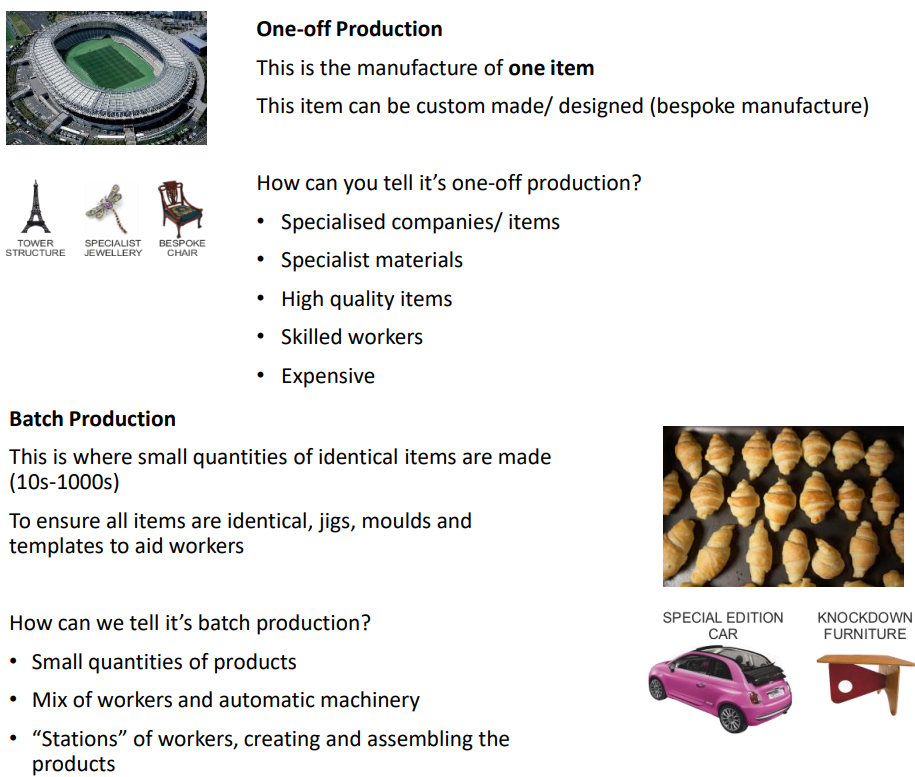 One-off Production
This is the manufacture of one item
This item can be custom made/ designed (bespoke manufacture)
How can you tell it’s one-off production?
• Specialised companies/ items
• Specialist materials
• High quality items
• Skilled workers
• Expensive
TOWER
STRUCTURE
SPECIALIST
JEWELLERY
BESPOKE
CHAIR
Batch Production
This is where small quantities of identical items are made
(10s-1000s)
To ensure all items are identical, jigs, moulds and
templates to aid workers
How can we tell it’s batch production?
• Small quantities of products
• Mix of workers and automatic machinery
• “Stations” of workers, creating and assembling the
products
SPECIAL EDITION
CAR
KNOCKDOWN
FURNITURE